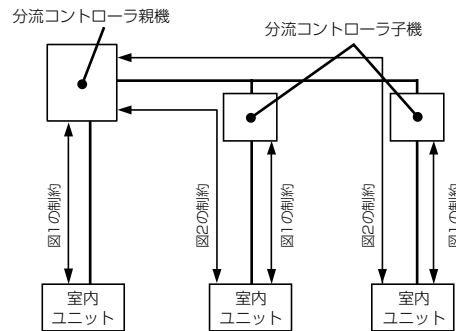 分流コントローラ親機
分流コントローラ子機
図1の制約
図2の制約
図1の制約
図2の制約
図1の制約
室内
ユニット
室内
ユニット
室内
ユニット